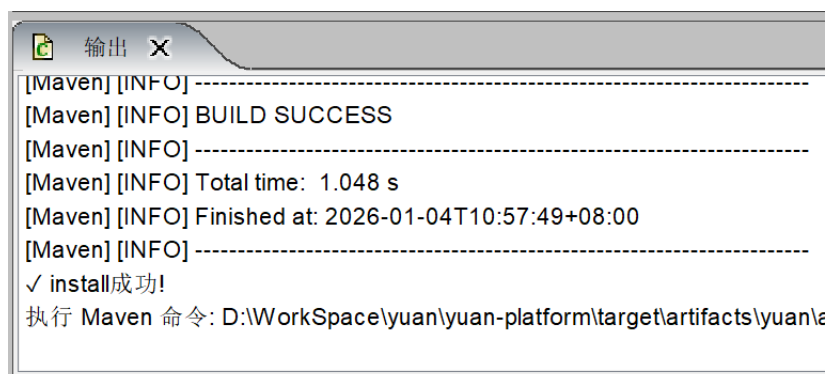 输出
[Maven] [INFO] ------------------------------------------------------------------------
[Maven] [INFO] BUILD SUCCESS
[Maven] [INFO] ------------------------------------------------------------------------
[Maven] [INFO] Total time:  1.048 s
[Maven] [INFO] Finished at: 2026-01-04T10:57:49+08:00
[Maven] [INFO] ------------------------------------------------------------------------
✓ install成功!
执行 Maven 命令: D:\WorkSpace\yuan\yuan-platform\target\artifacts\yuan\a